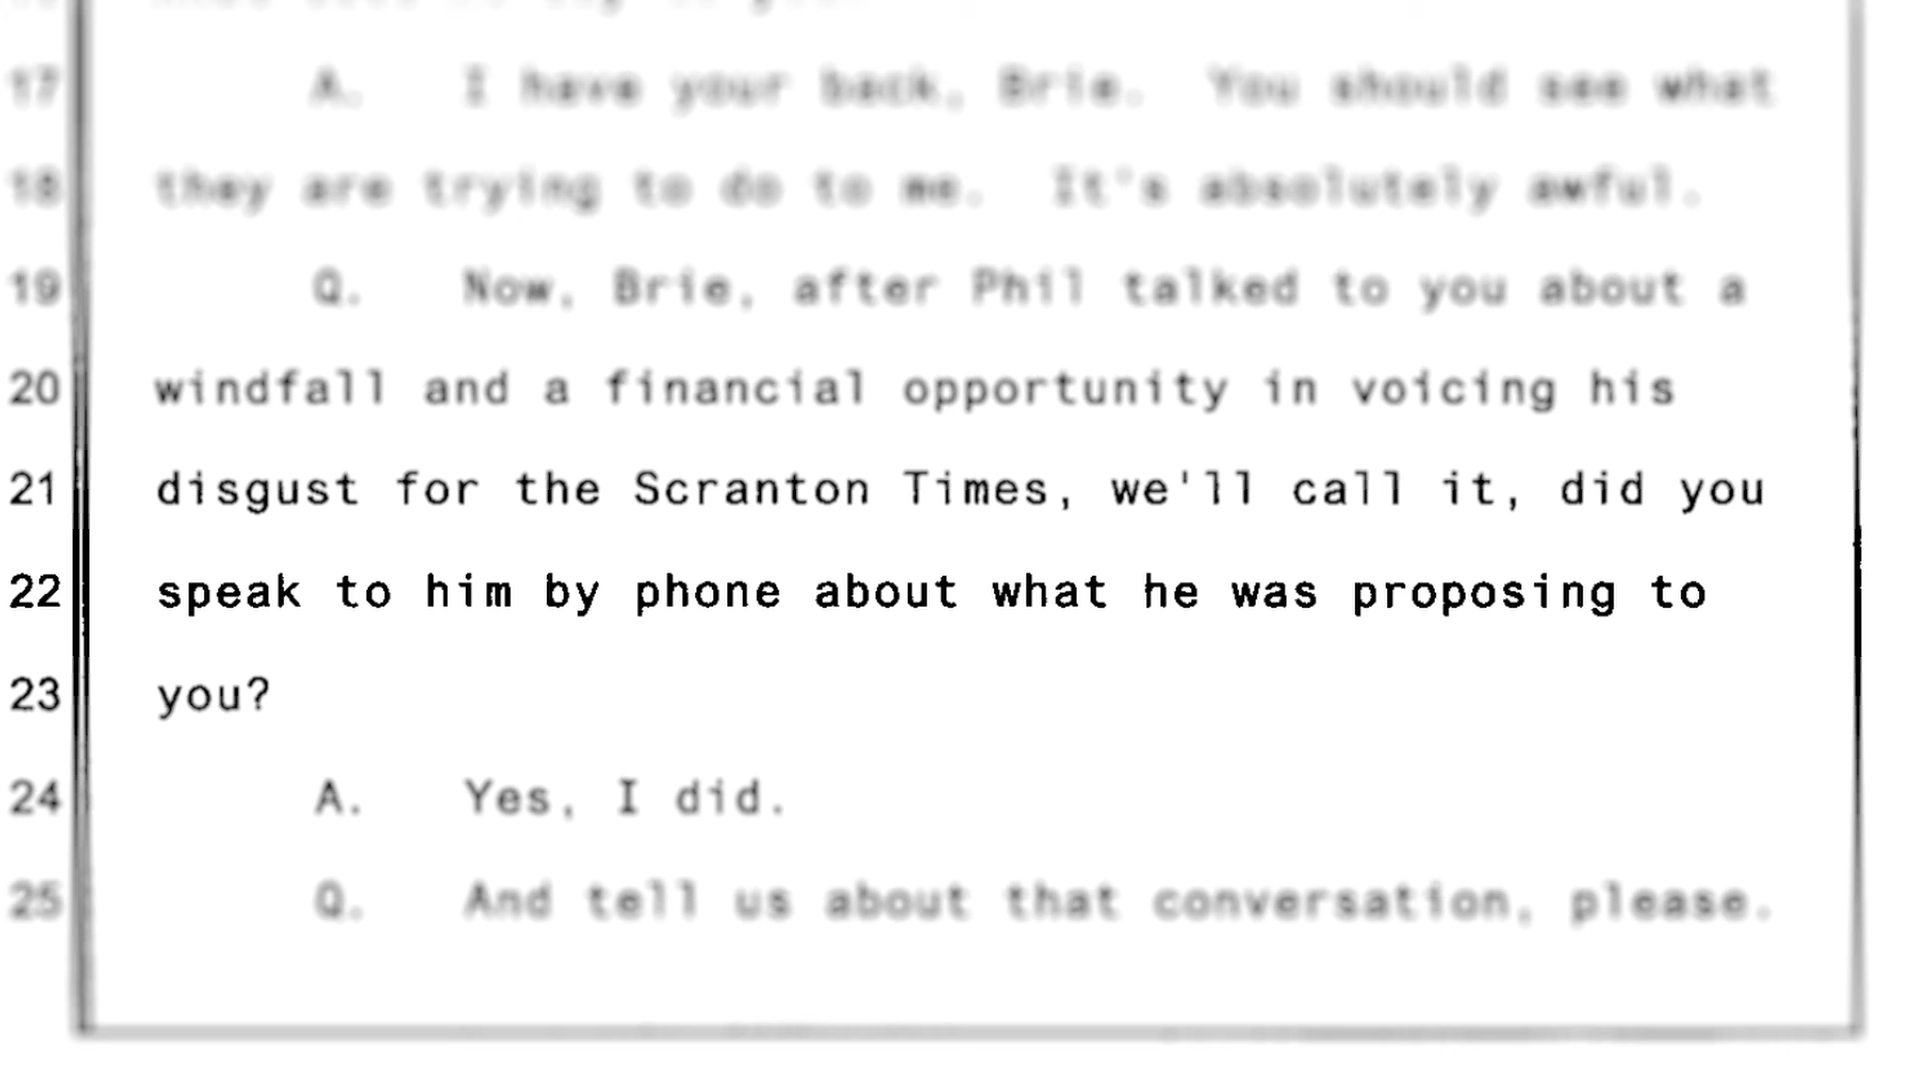 17 A. I have your back, Brie. You should see what
18 they are trying to do to me. It's absolutely awful.
19 Q. Now, Brie, after Phil talked to you about a
20 windfall and a financial opportunity in voicing his
21 disgust for the Scranton Times, we'll call it, did you
22 speak to him by phone about what he was proposing to
23 you?
24 A. Yes, I did.
25 Q. And tell us about that conversation, please.